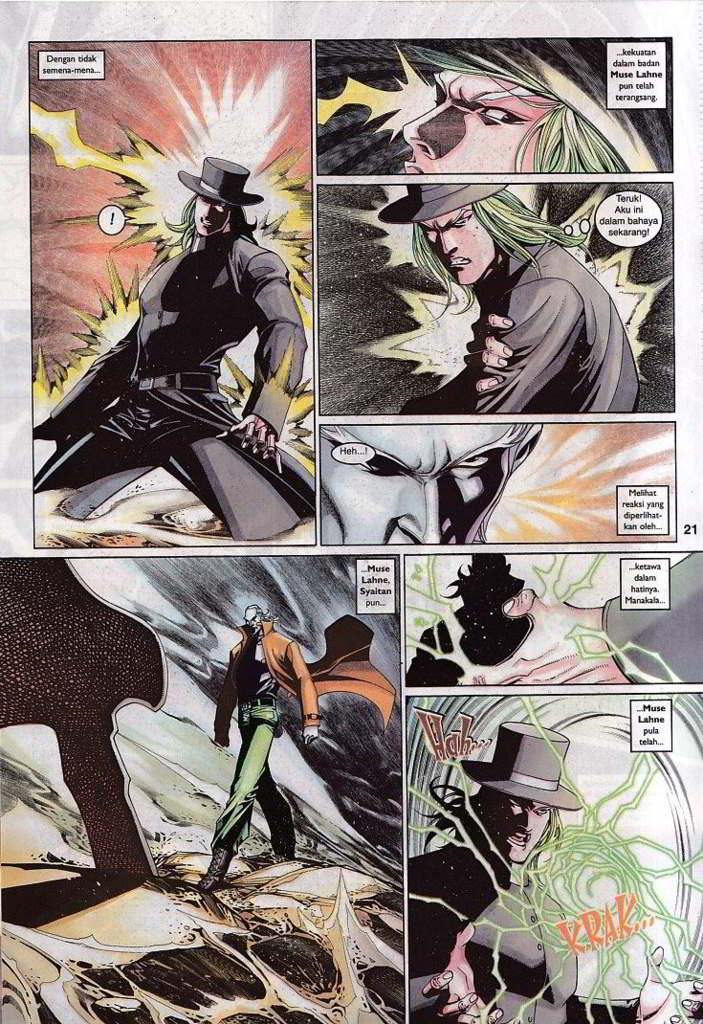 Dengan tidak
semena-mena...
...kekuatan
dalam badan
Muse Lahne
pun telah
terangsang.
!
Teruk!
Aku ini
dalam bahaya
sekarang!
Heh...!
Melihat
reaksi yang
diperlihat-
kan oleh...
21
...Muse
Lahne,
Syaitan
pun...
...ketawa
dalam
hatinya.
Manakala...
...Muse
Lahne
pula
telah...
Hah...
KRAK...